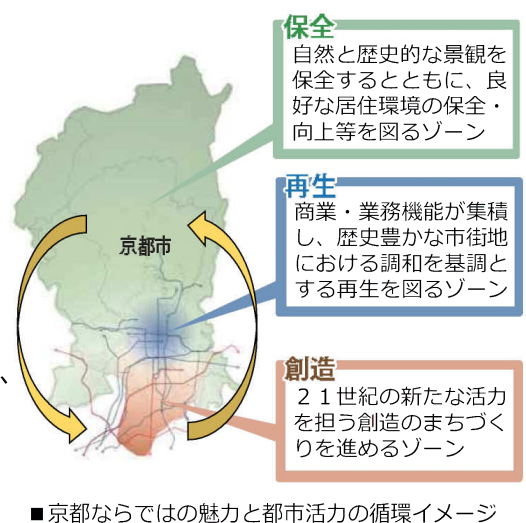 保全
自然と歴史的な景観を
保全するとともに、良
好な居住環境の保全・
向上等を図るゾーン
再生
商業・業務機能が集積
し、歴史豊かな市街地
における調和を基調と
する再生を図るゾーン
京都市
創造
２１世紀の新たな活力
を担う創造のまちづく
りを進めるゾーン
、
■京都ならではの魅力と都市活力の循環イメージ